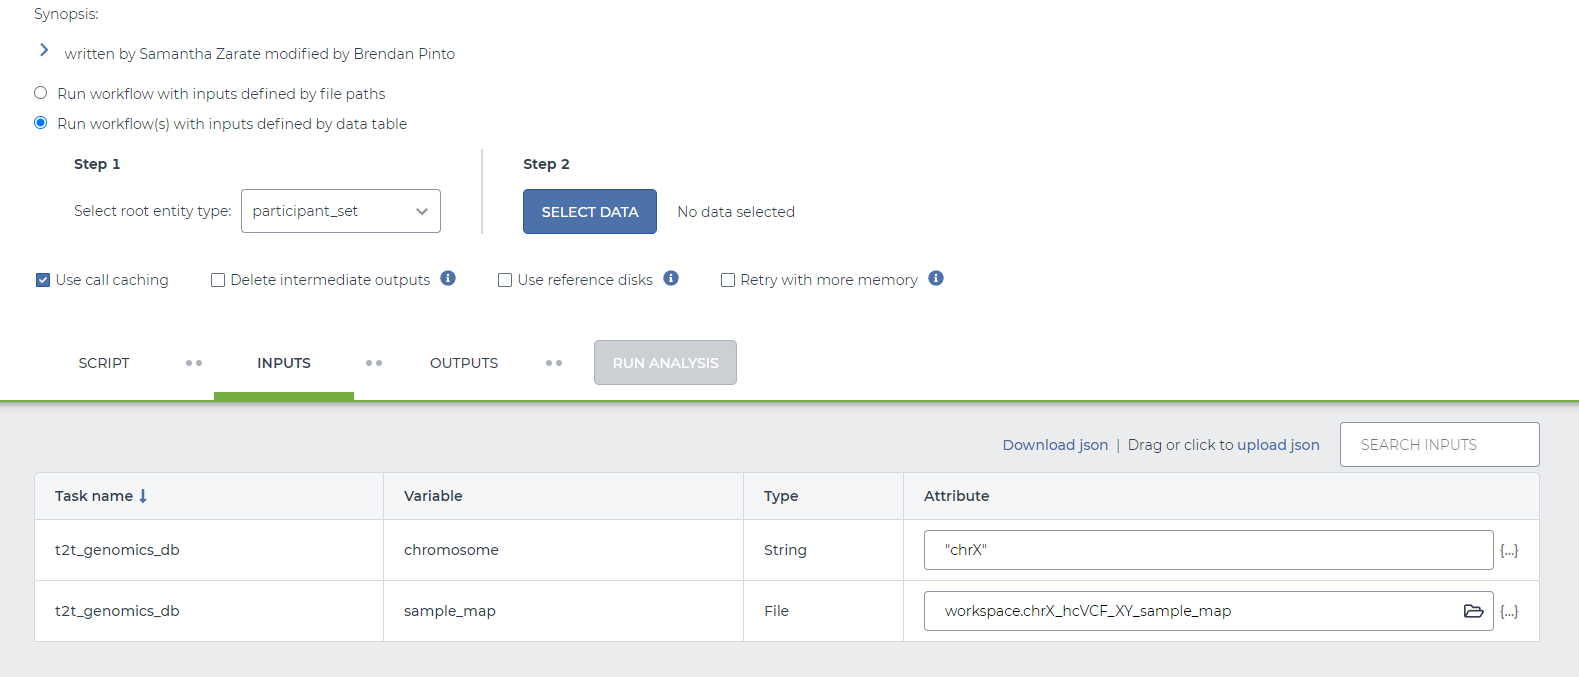 Synopsis:
written by Samantha Zarate modified by Brendan Pinto
Run workflow with inputs defined by file paths
Run workflow(s) with inputs defined by data table
Step 1
Step 2
Select root entity type: participant_set
SELECT DATA No data selected
Use call caching Delete intermediate outputs Use reference disks Retry with more memory
SCRIPT INPUTS OUTPUTS RUN ANALYSIS
Download json | Drag or click to upload json SEARCH INPUTS
Task name Variable Type Attribute
t2t_genomics_db chromosome String "chrX" {...}
t2t_genomics_db sample_map File workspace.chrX_hcVCF_XY_sample_map {...}